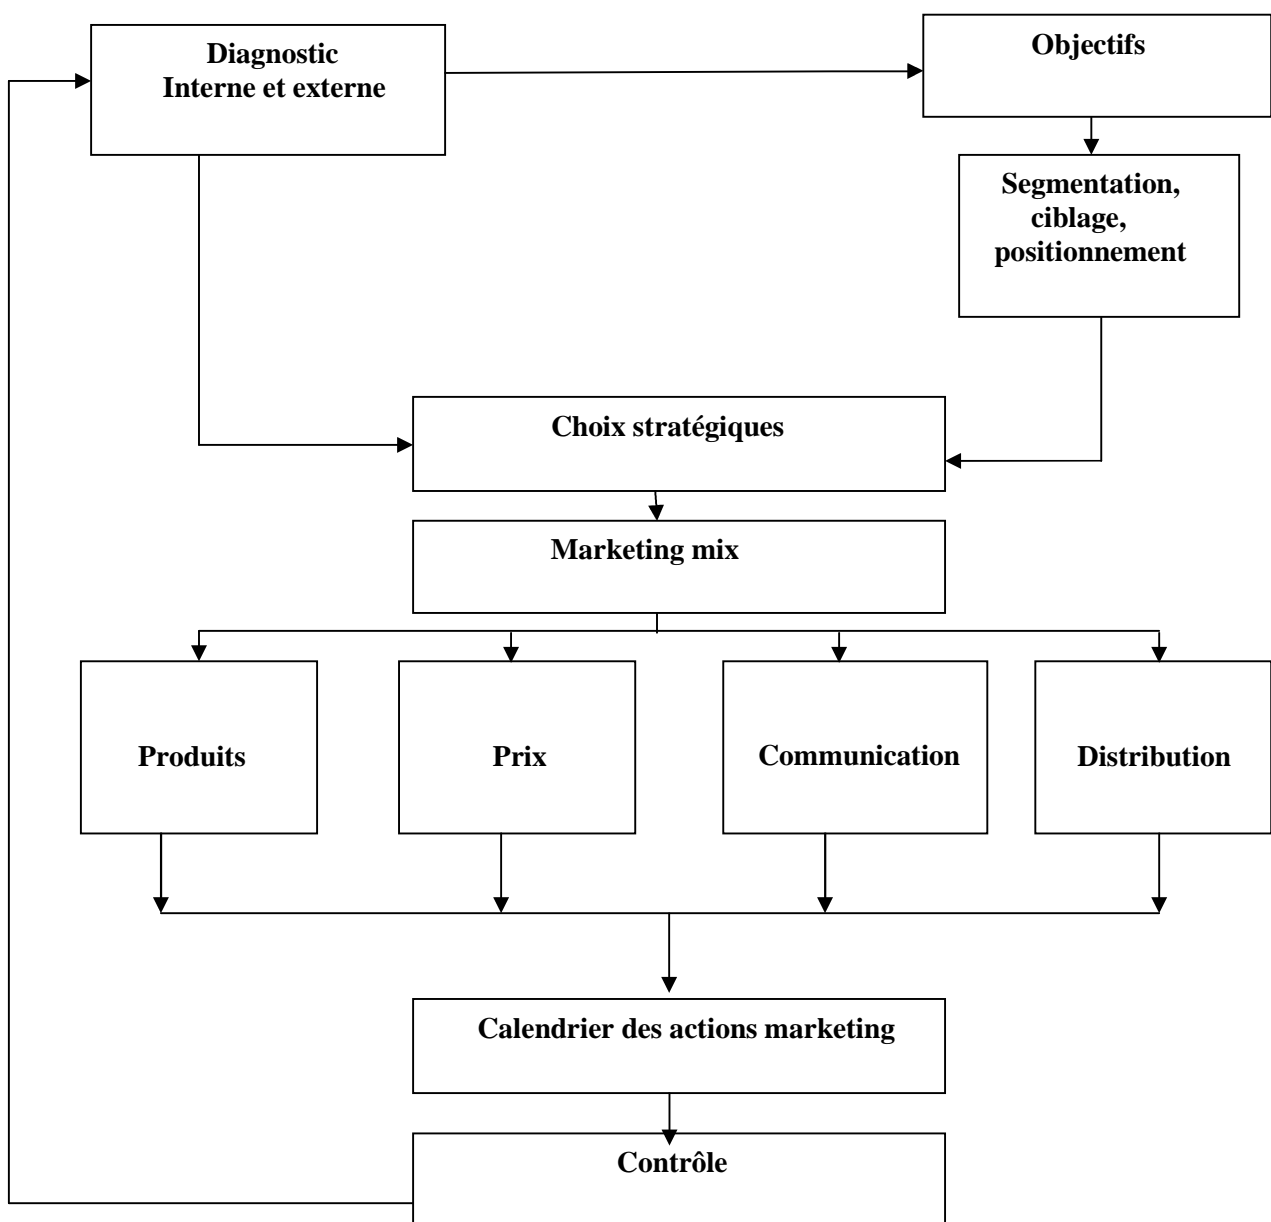 Diagnostic
Interne et externe
Objectifs
Segmentation,
ciblage,
positionnement
Choix stratégiques
Marketing mix
Produits
Prix
Communication
Distribution
Calendrier des actions marketing
Contrôle